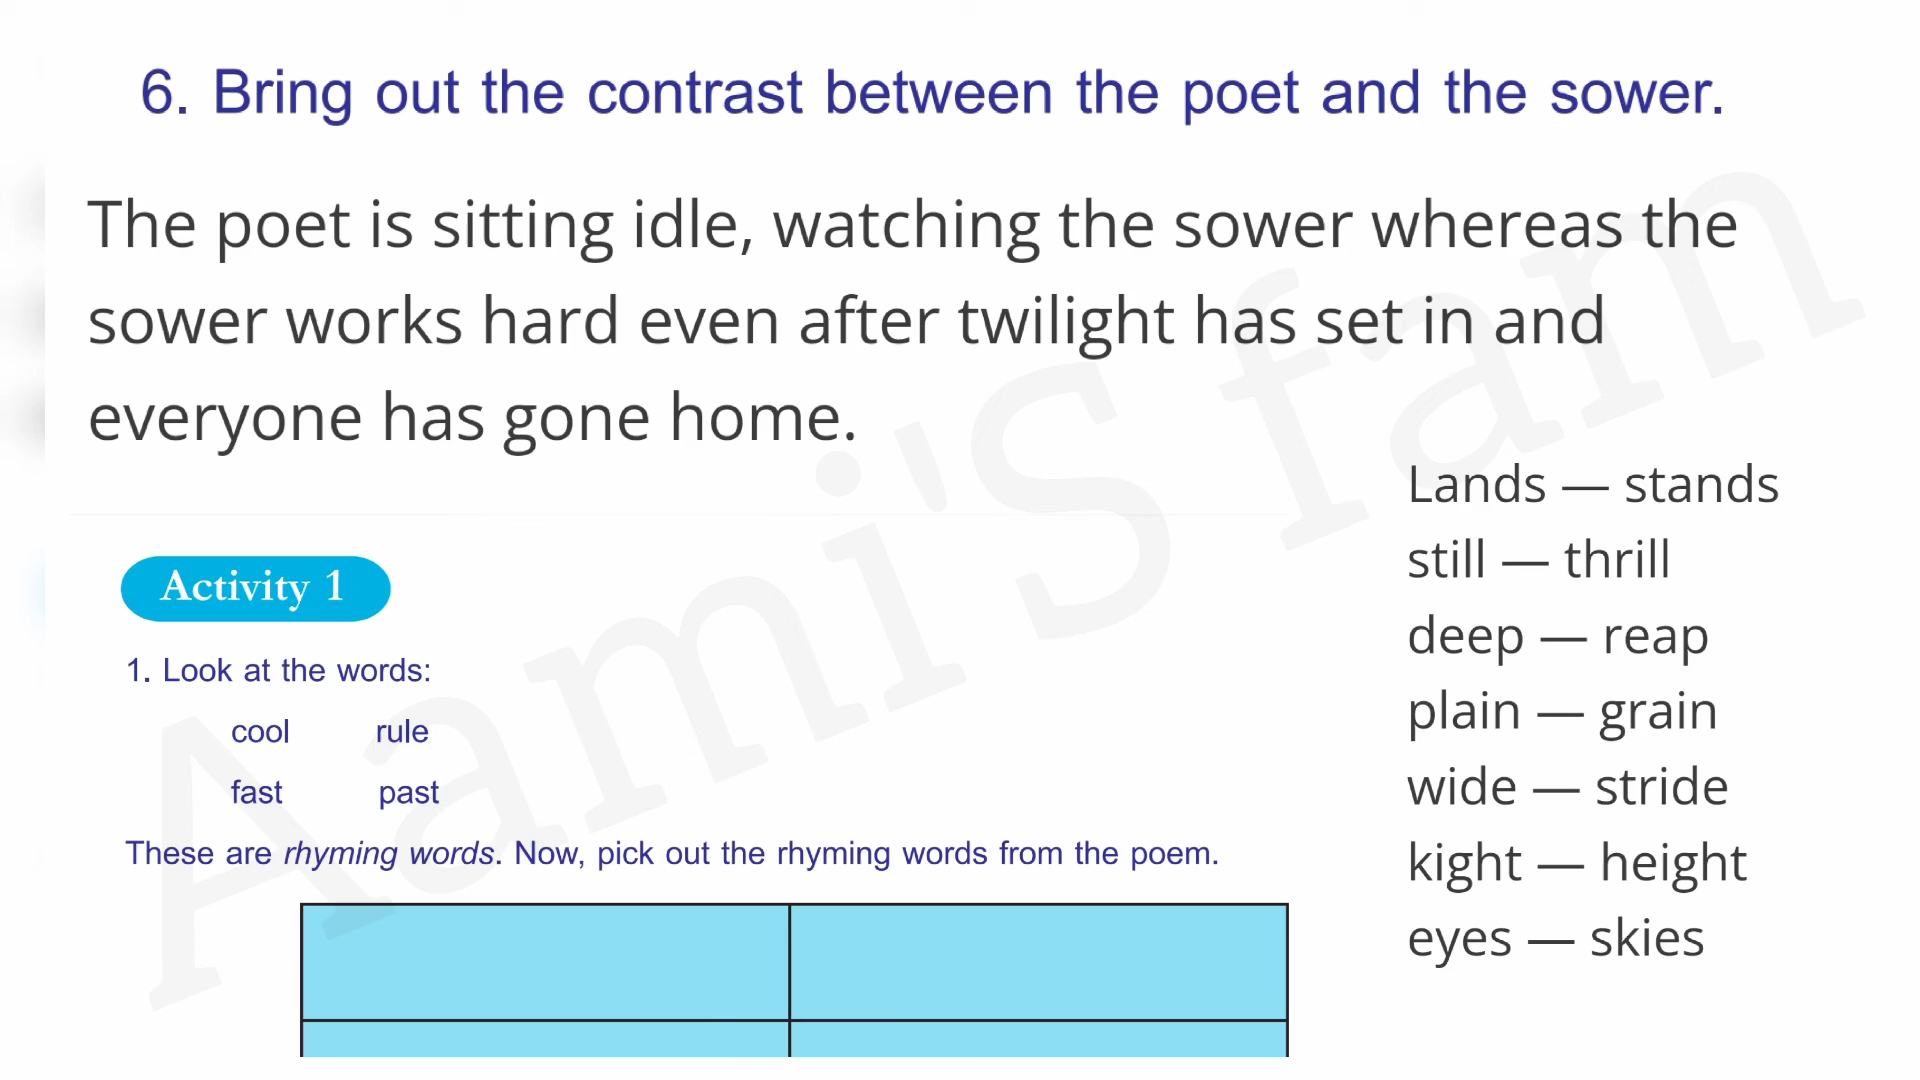 6. Bring out the contrast between the poet and the sower.
The poet is sitting idle, watching the sower whereas the
sower works hard even after twilight has set in and
everyone has gone home.
Activity 1
1. Look at the words:
cool rule
fast past
These are rhyming words. Now, pick out the rhyming words from the poem.
Lands — stands
still — thrill
deep — reap
plain — grain
wide — stride
kight — height
eyes — skies
Aami'S fam